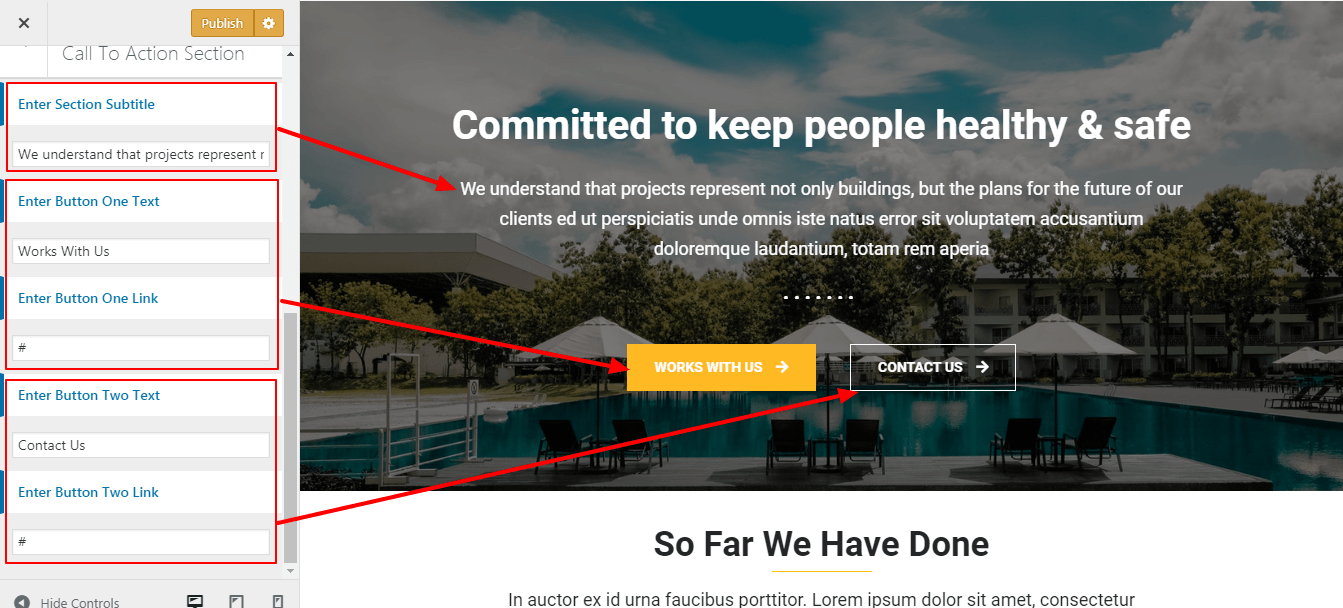 Publish
Call To Action Section
Enter Section Subtitle
We understand that projects represent r
Enter Button One Text
Works With Us
Enter Button One Link
#
Enter Button Two Text
Contact Us
Enter Button Two Link
#
Hide Controls
Committed to keep people healthy & safe
We understand that projects represent not only buildings, but the plans for the future of our
clients ed ut perspiciatis unde omnis iste natus error sit voluptatem accusantium
doloremque laudantium, totam rem aperia
WORKS WITH US
CONTACT US
So Far We Have Done
In auctor ex id urna faucibus porttitor. Lorem ipsum dolor sit amet, consectetur